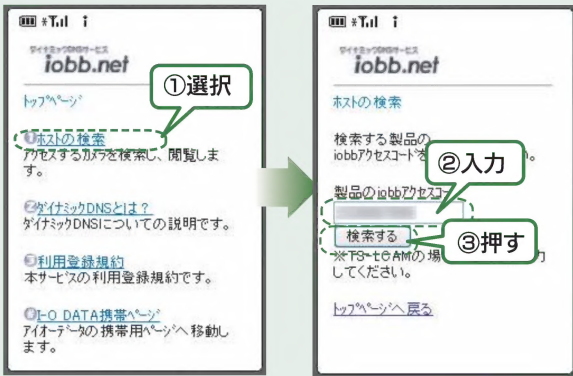 ダイナミックDNSサービス
iobb.net
トップページ
①選択
❶ホストの検索
アクセスするカメラを検索し、閲覧しま
す。
❷ダイナミックDNSとは?
ダイナミックDNSについての説明です。
❸利用登録規約
本サービスの利用登録規約です。
I-O DATA携帯ページ
アイオーデータの携帯用ページへ移動し
ます。
ダイナミックDNSサービス
iobb.net
ホストの検索
検索する製品の
iobbアクセスコードを
い。
②入力
製品のiobbアクセスコー
検索する
③押す
※TS-LCAMの場
力
してください。
トップページへ戻る